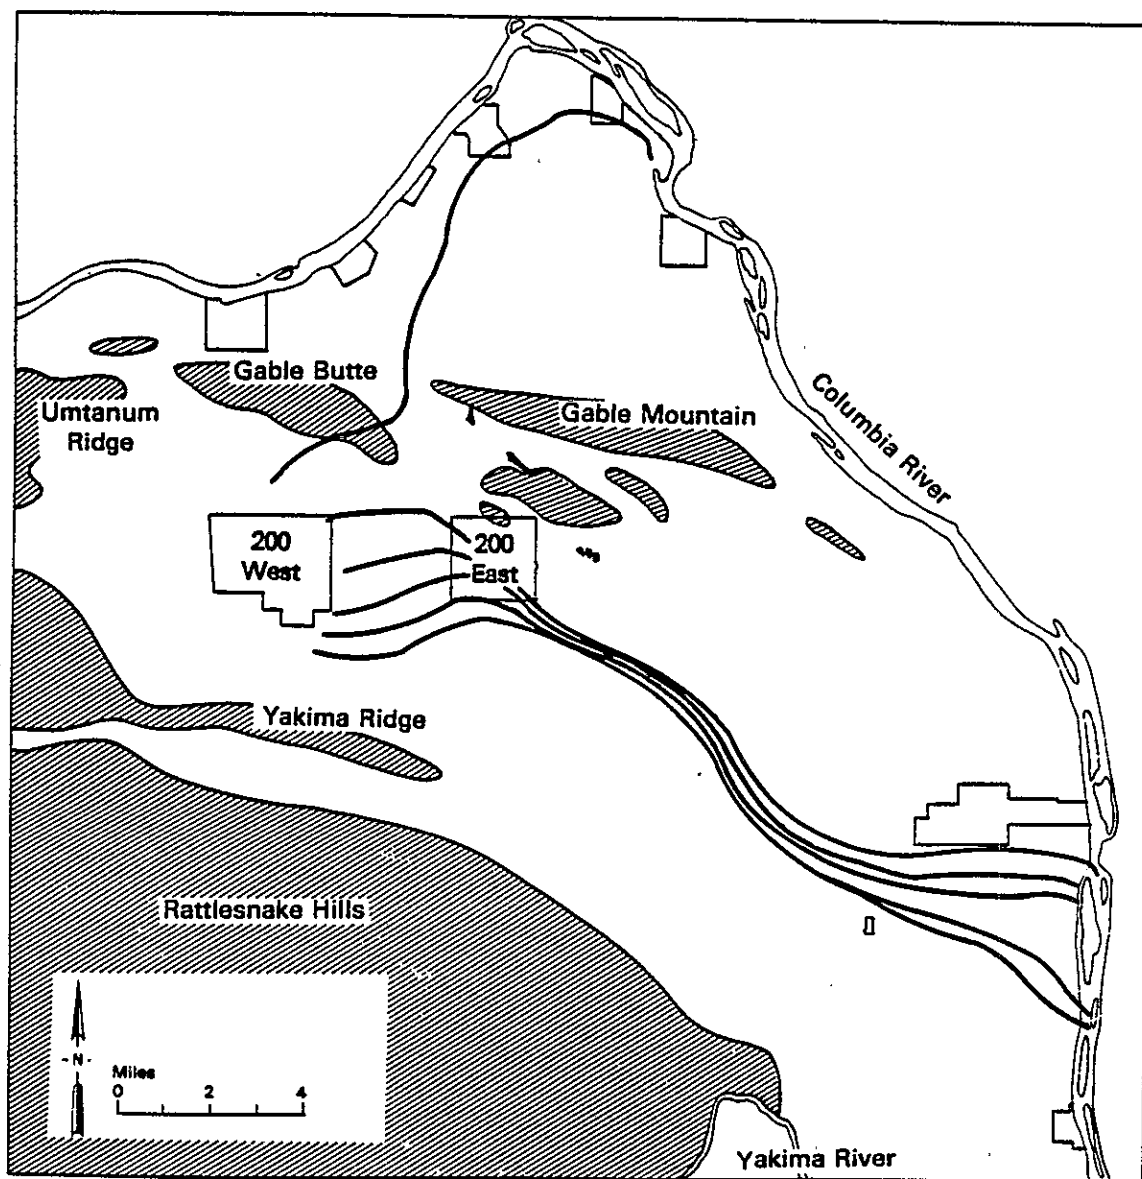 Gable Butte
Umtanum
Ridge
Gable Mountain
Columbia River
200
West
200
East
Yakima Ridge
Rattlesnake Hills
-N-
Miles
0 2 4
Yakima River